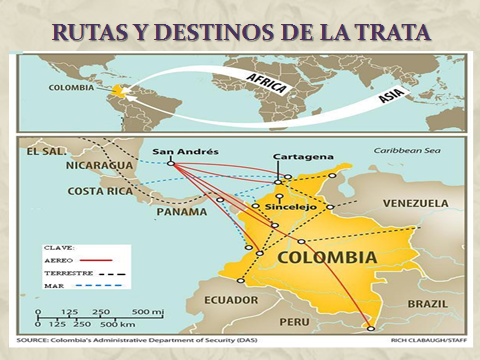 RUTAS Y DESTINOS DE LA TRATA
COLOMBIA
AFRICA
ASIA
Caribbean Sea
San Andrés
Cartagena
EL SAL.
NICARAGUA
COSTA RICA
PANAMA
Sincelejo
VENEZUELA
COLOMBIA
CLAVE:
AEREO
TERRESTRE
MAR
ECUADOR
BRAZIL
PERU
0 125 250 500 mi
0 125 250 500 km
SOURCE: Colombia's Administrative Department of Security (DAS)
RICH CLABAUGH/STAFF